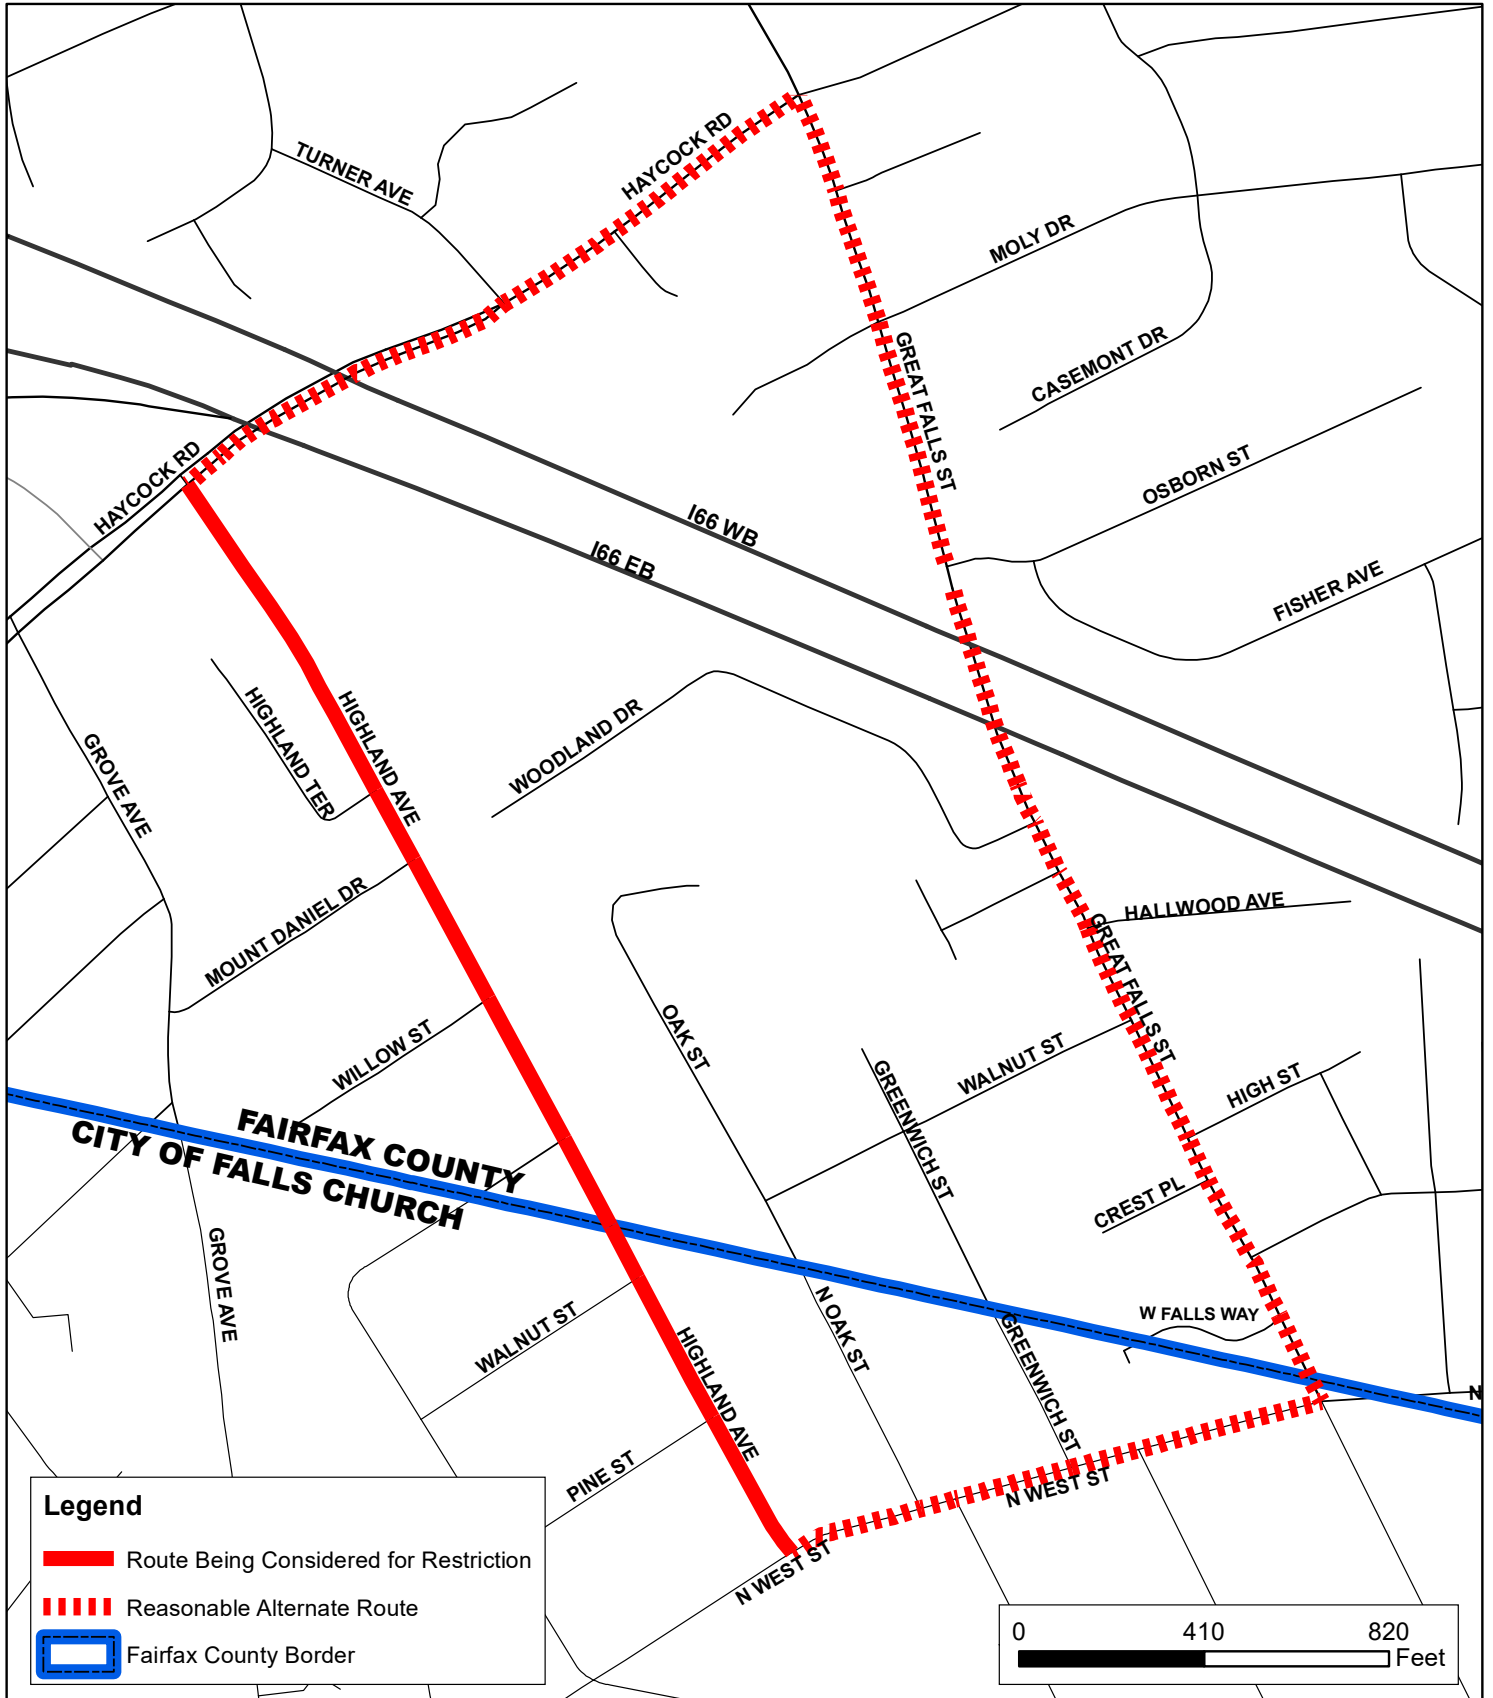 HAYCOCK RD
TURNER AVE
MOLY DR
GREAT FALLS ST
CASEMONT DR
HAYCOCK RD
OSBORN ST
I66 WB
I66 EB
FISHER AVE
HIGHLAND TER
HIGHLAND AVE
WOODLAND DR
GROVE AVE
MOUNT DANIEL DR
HALLWOOD AVE
GREAT FALLS ST
OAK ST
WILLOW ST
WALNUT ST
GREENWICH ST
HIGH ST
FAIRFAX COUNTY
CITY OF FALLS CHURCH
CREST PL
GROVE AVE
N OAK ST
W FALLS WAY
WALNUT ST
GREENWICH ST
HIGHLAND AVE
N
PINE ST
N WEST ST
N WEST ST
Legend
Route Being Considered for Restriction
Reasonable Alternate Route
Fairfax County Border
0 410 820
Feet